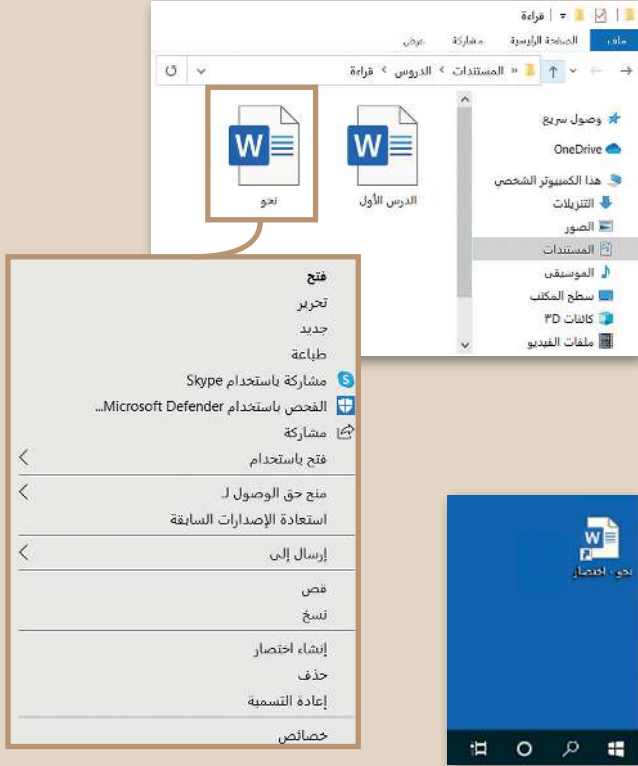 قراءة
ملف الصفحة الرئيسية مشاركة عرض
« المستندات › الدروس › قراءة
وصول سريع
OneDrive
هذا الكمبيوتر الشخصي
التنزيلات
الصور
المستندات
الموسيقى
سطح المكتب
كائنات ٣D
ملفات الفيديو
W
الدرس الأول
W
نحو
فتح
تحرير
جديد
طباعة
مشاركة باستخدام Skype
الفحص باستخدام Microsoft Defender...
مشاركة
فتح باستخدام
منح حق الوصول لـ
استعادة الإصدارات السابقة
إرسال إلى
قص
نسخ
إنشاء اختصار
حذف
إعادة التسمية
خصائص
W
نحو - اختصار